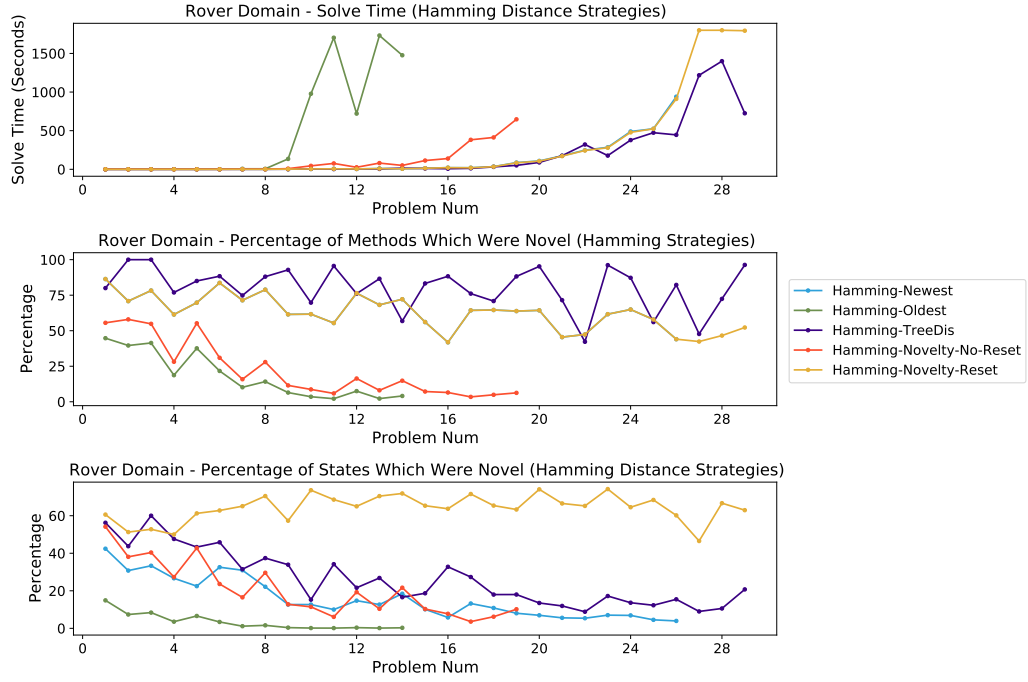 Rover Domain - Solve Time (Hamming Distance Strategies)
Solve Time (Seconds)
1500
1000
500
0
0 4 8 12 16 20 24 28
Problem Num
Rover Domain - Percentage of Methods Which Were Novel (Hamming Strategies)
Percentage
100
75
50
25
0
0 4 8 12 16 20 24 28
Problem Num
Hamming-Newest
Hamming-Oldest
Hamming-TreeDis
Hamming-Novelty-No-Reset
Hamming-Novelty-Reset
Rover Domain - Percentage of States Which Were Novel (Hamming Distance Strategies)
Percentage
60
40
20
0
0 4 8 12 16 20 24 28
Problem Num